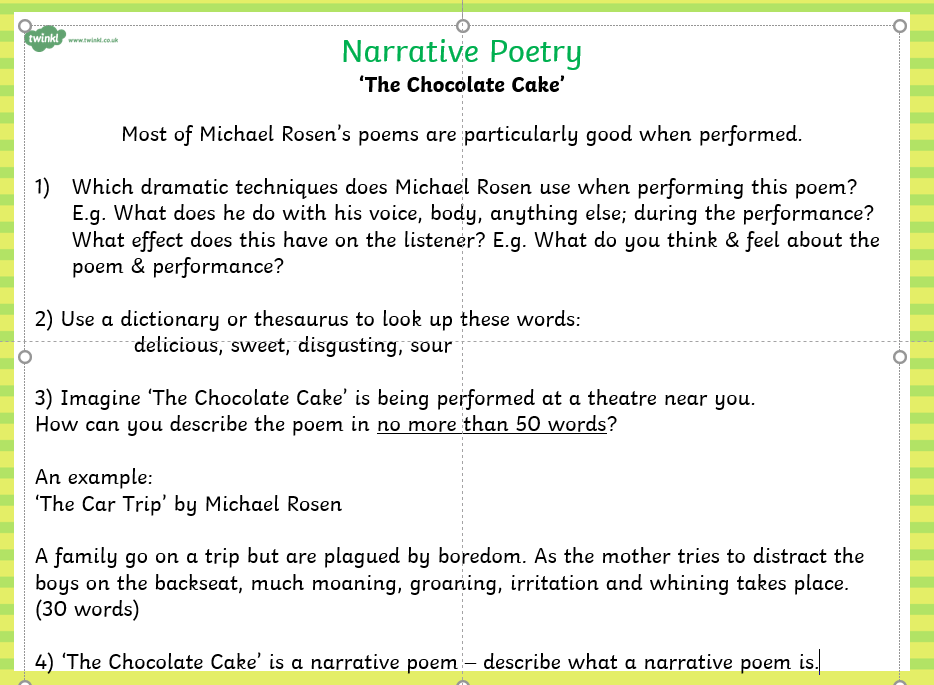 twinkl www.twinkl.co.uk
Narrative Poetry
‘The Chocolate Cake’
Most of Michael Rosen’s poems are particularly good when performed.
1) Which dramatic techniques does Michael Rosen use when performing this poem?
E.g. What does he do with his voice, body, anything else; during the performance?
What effect does this have on the listener? E.g. What do you think & feel about the
poem & performance?
2) Use a dictionary or thesaurus to look up these words:
delicious, sweet, disgusting, sour
3) Imagine ‘The Chocolate Cake’ is being performed at a theatre near you.
How can you describe the poem in no more than 50 words?
An example:
‘The Car Trip’ by Michael Rosen
A family go on a trip but are plagued by boredom. As the mother tries to distract the
boys on the backseat, much moaning, groaning, irritation and whining takes place.
(30 words)
4) ‘The Chocolate Cake’ is a narrative poem – describe what a narrative poem is.